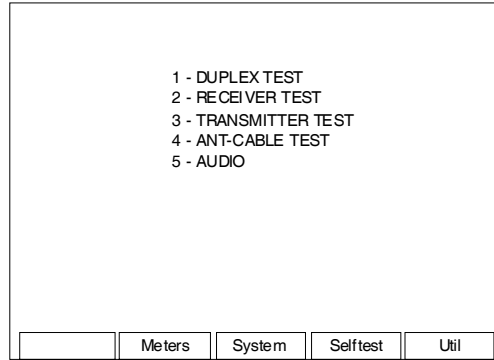 1 - DUPLEX TEST
2 - RECEIVER TEST
3 - TRANSMITTER TEST
4 - ANT-CABLE TEST
5 - AUDIO
Meters System Selftest Util